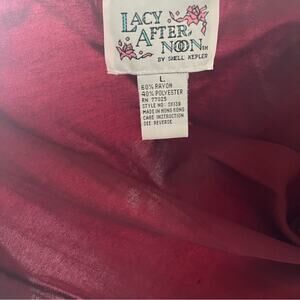 LACY
AFTER
NOON™
BY SHELL KEPLER
L
60% RAYON
40% POLYESTER
RN 77025
MADE IN HONG KONG
CARE INSTRUCTION
SEE REVERSE